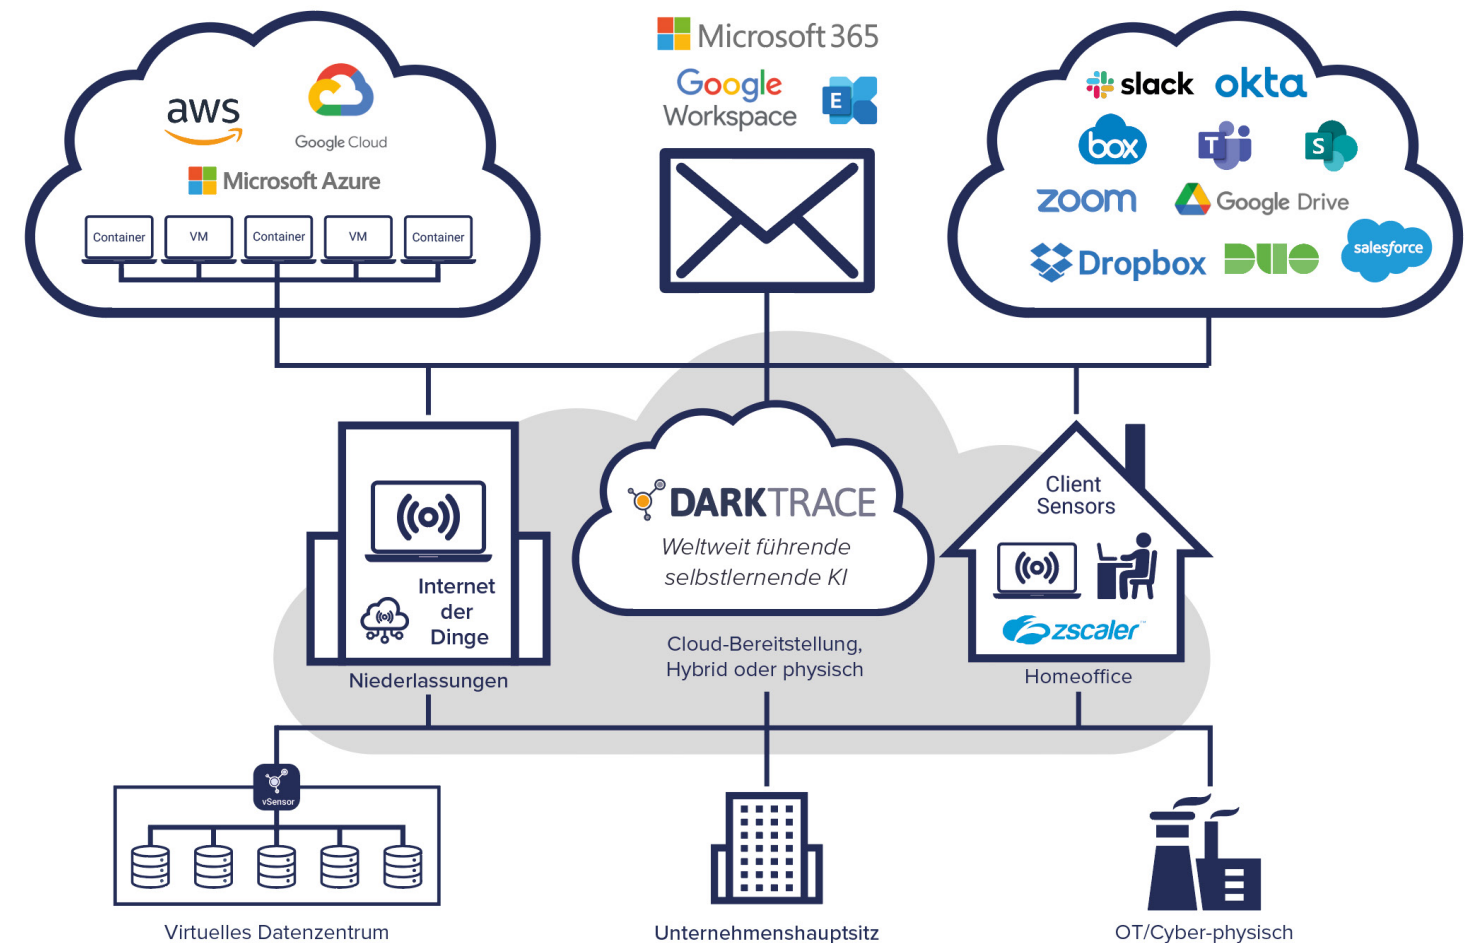 aws
Google Cloud
Microsoft Azure
Container
VM
Container
VM
Container
Microsoft 365
Google
Workspace
E
slack
okta
box
T
S
zoom
Google Drive
Dropbox
DUO
salesforce
Internet
der
Dinge
Niederlassungen
DARKTRACE
Weltweit führende
selbstlernende KI
Cloud-Bereitstellung,
Hybrid oder physisch
Client
Sensors
zscaler™
Homeoffice
vSensor
Virtuelles Datenzentrum
Unternehmenshauptsitz
OT/Cyber-physisch